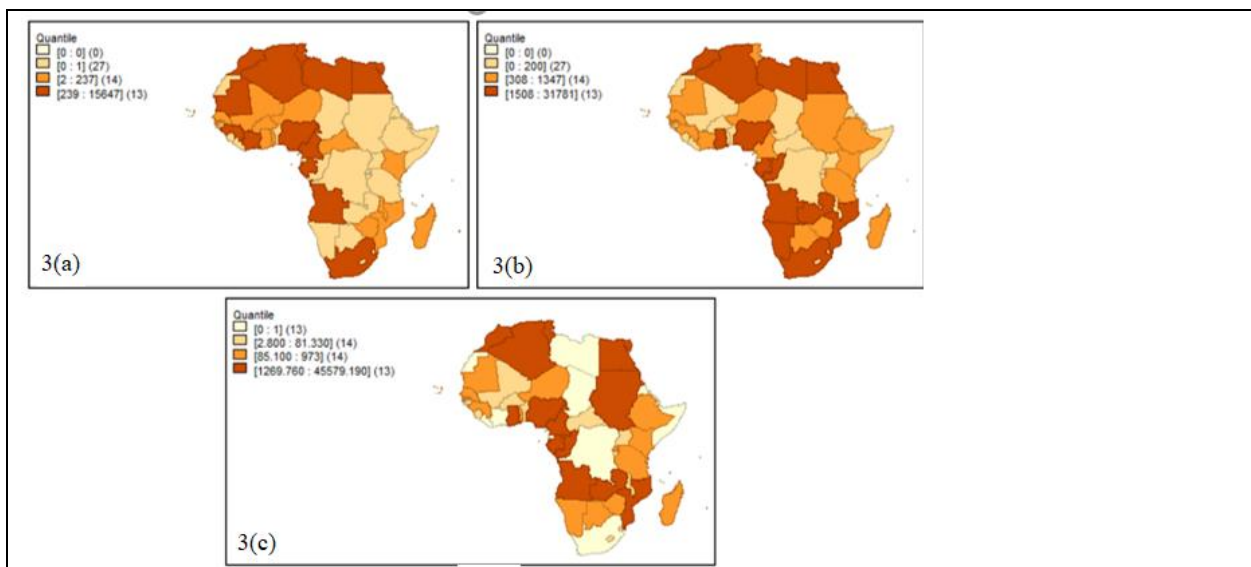 Quantile
[0 : 0] (0)
[0 : 1] (27)
[2 : 237] (14)
[239 : 15647] (13)
3(a)
Quantile
[0 : 0] (0)
[0 : 200] (27)
[308 : 1347] (14)
[1508 : 31781] (13)
3(b)
Quantile
[0 : 1] (13)
[2.800 : 81.330] (14)
[85.100 : 973] (14)
[1269.760 : 45579.190] (13)
3(c)